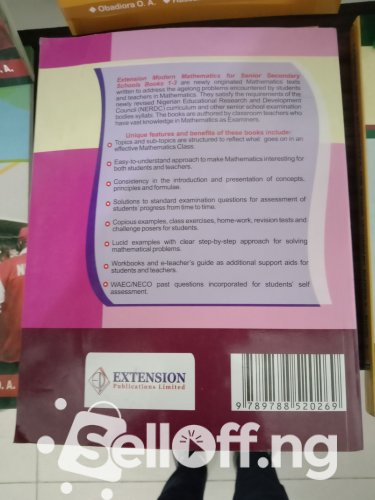 Obadiora O. A.
Extension Modern Mathematics for Senior Secondary
Schools Books 1-3 are newly originated Mathematics texts
written to address the ageing problems encountered by students
and teachers in Mathematics. They satisfy the requirements of the
newly revised Nigerian Educational Research and Development
Council (NERDC) curriculum and other senior school examination
bodies syllabi. The books are authored by classroom teachers who
have vast knowledge in Mathematics as Examiners.
Unique features and benefits of these books include:
Topics and sub-topics are structured to reflect what goes on in an
effective Mathematics Class.
Easy-to-understand approach to make Mathematics interesting for
both students and teachers.
Consistency in the introduction and presentation of concepts,
principles and formulae.
Solutions to standard examination questions for assessment of
students' progress from time to time.
Copious examples, class exercises, home-work, revision tests and
challenge posers for students.
Lucid examples with clear step-by-step approach for solving
mathematical problems.
Workbooks and e-teacher's guide as additional support aids for
students and teachers.
WAEC/NECO past questions incorporated for students' self
assessment.
EXTENSION
Publications Limited
9 789788 520269
SellOff.ng